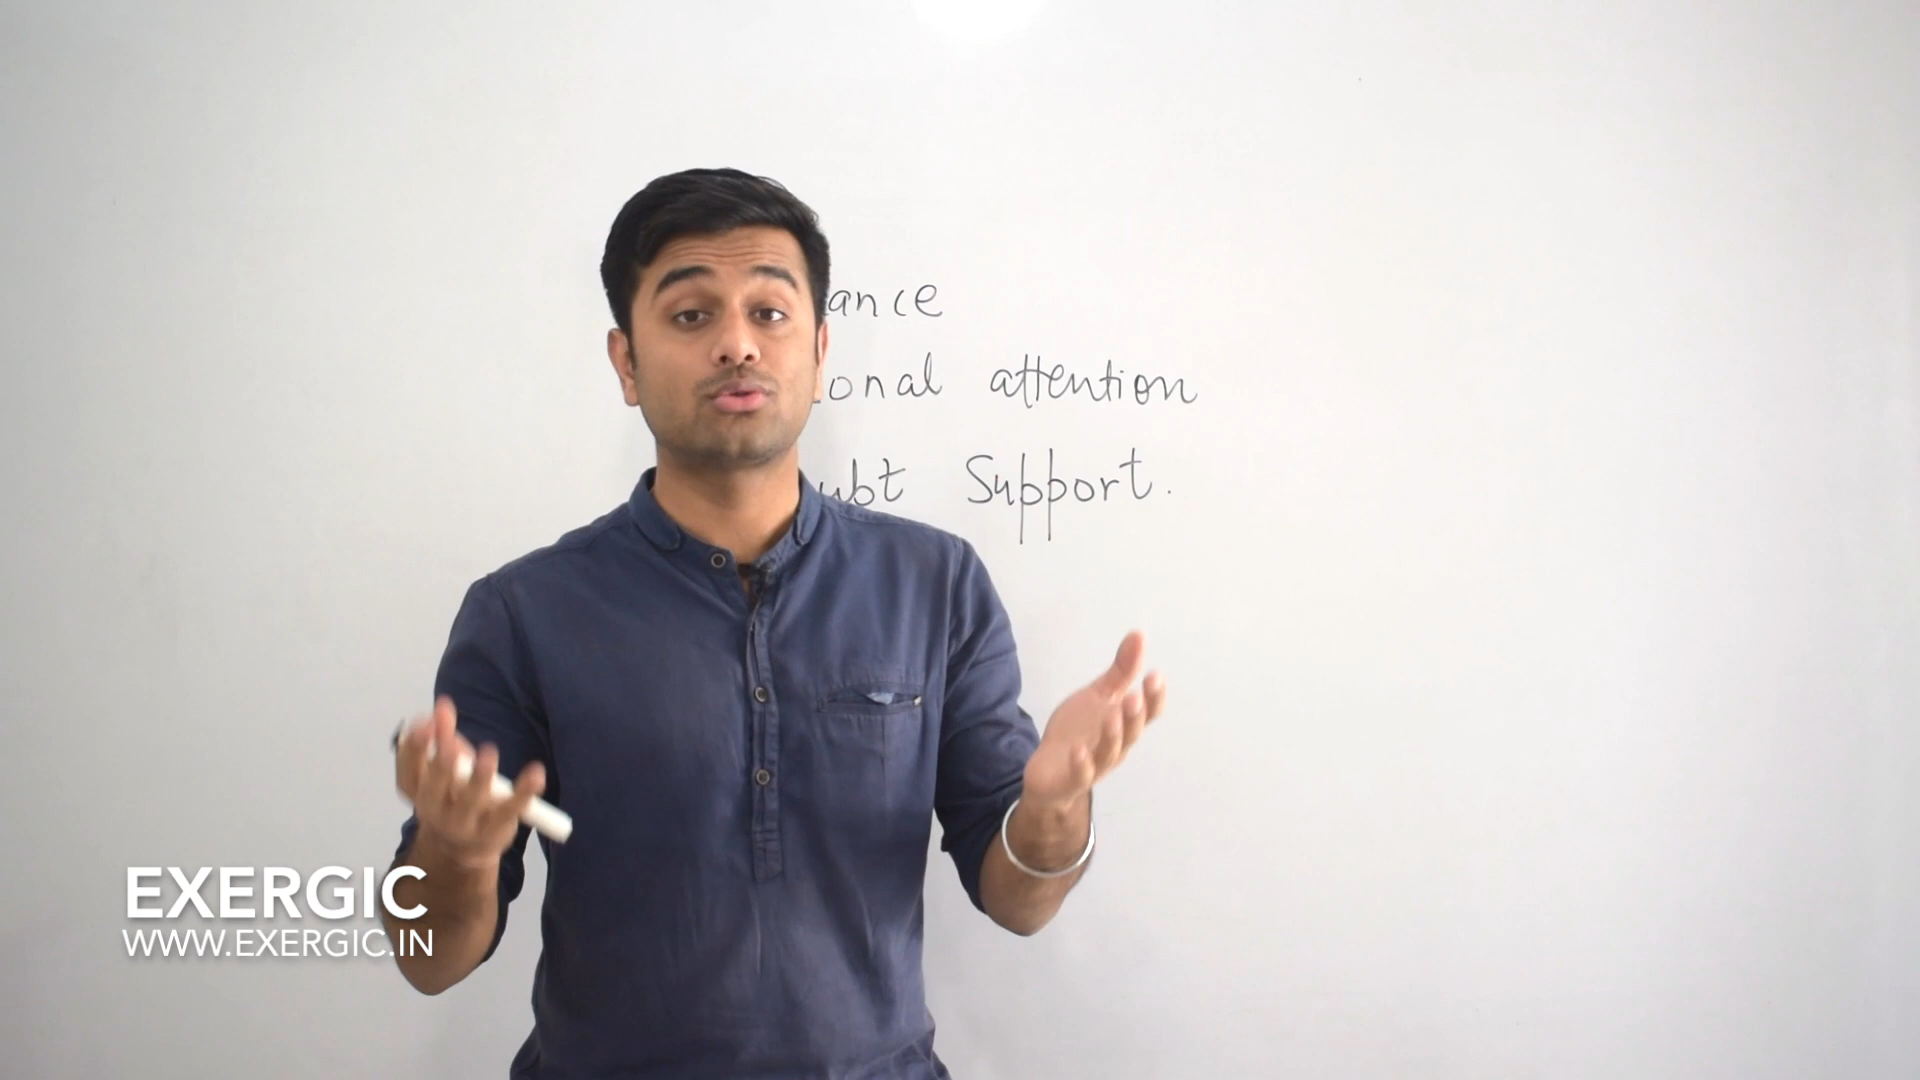 ance
onal attention
ubt Support.
EXERGIC
WWW.EXERGIC.IN